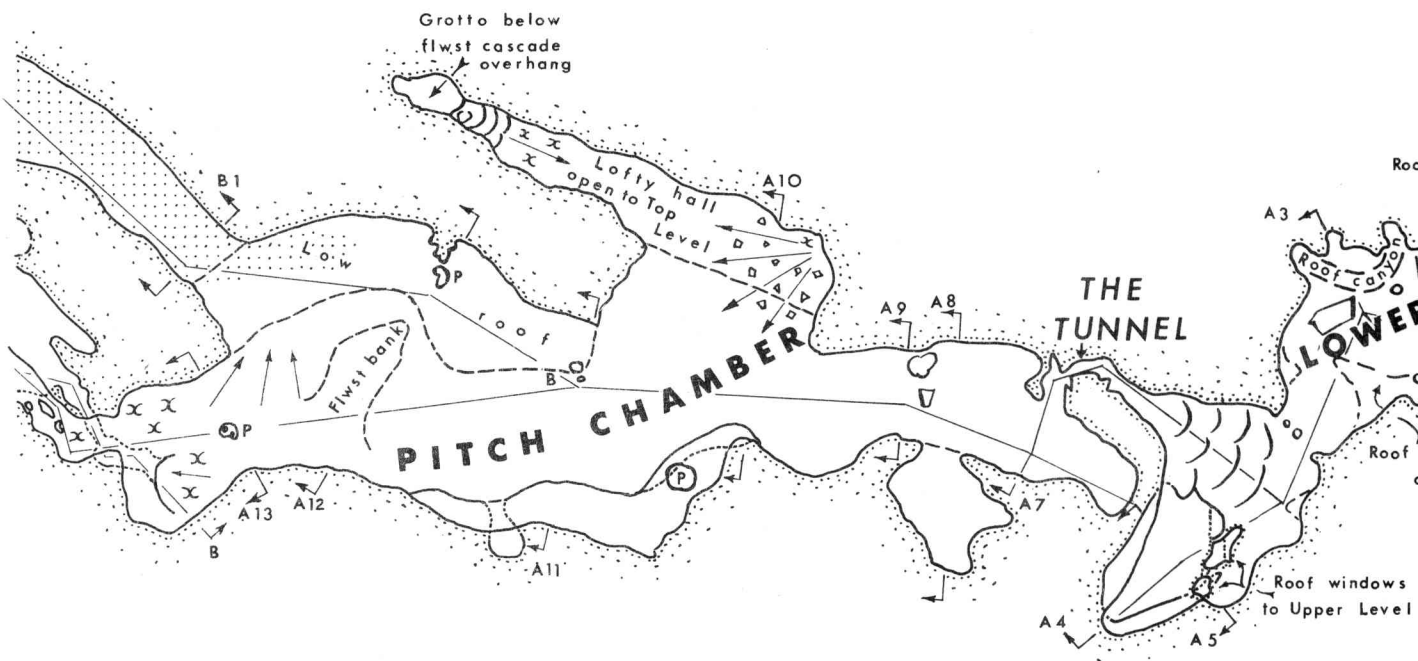 Grotto below
flwst cascade
overhang
Lofty hall
open to Top
Level
A10
Roo
B1
A3
Roof canyon
Low
roof
P
A9
A8
THE
TUNNEL
LOWER
B
Flwst bank
PITCH CHAMBER
P
P
Roof
A7
A13
A12
B
A11
Roof windows
to Upper Level
A4
A5